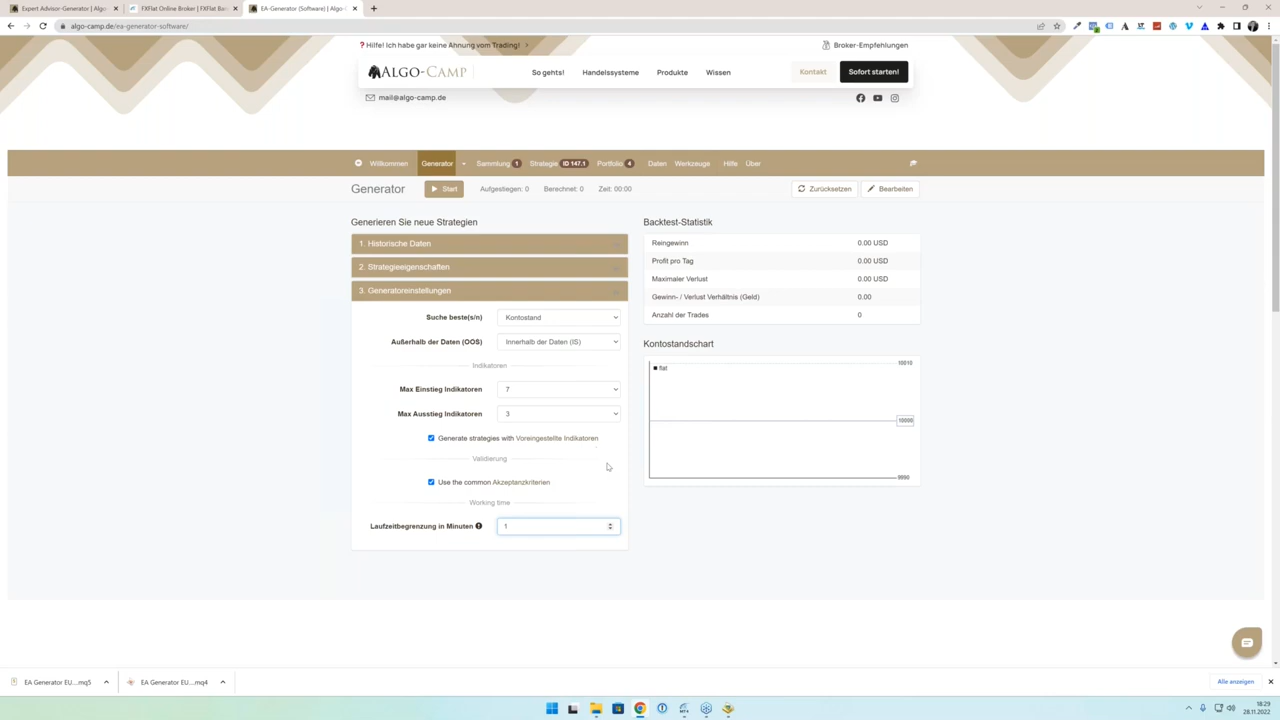 Expert Advisor-Generator | Algo-
FXFlat Online Broker | FXFlat Ban
EA-Generator (Software) | Algo-C
algo-camp.de/ea-generator-software/
? Hilfe! Ich habe gar keine Ahnung vom Trading! >
Broker-Empfehlungen
ALGO-CAMP
So gehts!
Handelssysteme
Produkte
Wissen
Kontakt
Sofort starten!
mail@algo-camp.de
Willkommen
Generator
Sammlung 1
Strategie ID 147.1
Portfolio 4
Daten
Werkzeuge
Hilfe
Über
Generator
Start
Aufgestiegen: 0
Berechnet: 0
Zeit: 00:00
Zurücksetzen
Bearbeiten
Generieren Sie neue Strategien
1. Historische Daten
2. Strategieeigenschaften
3. Generatoreinstellungen
Suche beste(s/n)
Kontostand
Außerhalb der Daten (OOS)
Innerhalb der Daten (IS)
Indikatoren
Max Einstieg Indikatoren
7
Max Ausstieg Indikatoren
3
Generate strategies with Voreingestellte Indikatoren
Validierung
Use the common Akzeptanzkriterien
Working time
Laufzeitbegrenzung in Minuten
1
Backtest-Statistik
Reingewinn 0.00 USD
Profit pro Tag 0.00 USD
Maximaler Verlust 0.00 USD
Gewinn- / Verlust Verhältnis (Geld) 0.00
Anzahl der Trades 0
Kontostandschart
flat
10010
10000
9990
EA Generator EU....mq5
EA Generator EU....mq4
Alle anzeigen
18:29
28.11.2022